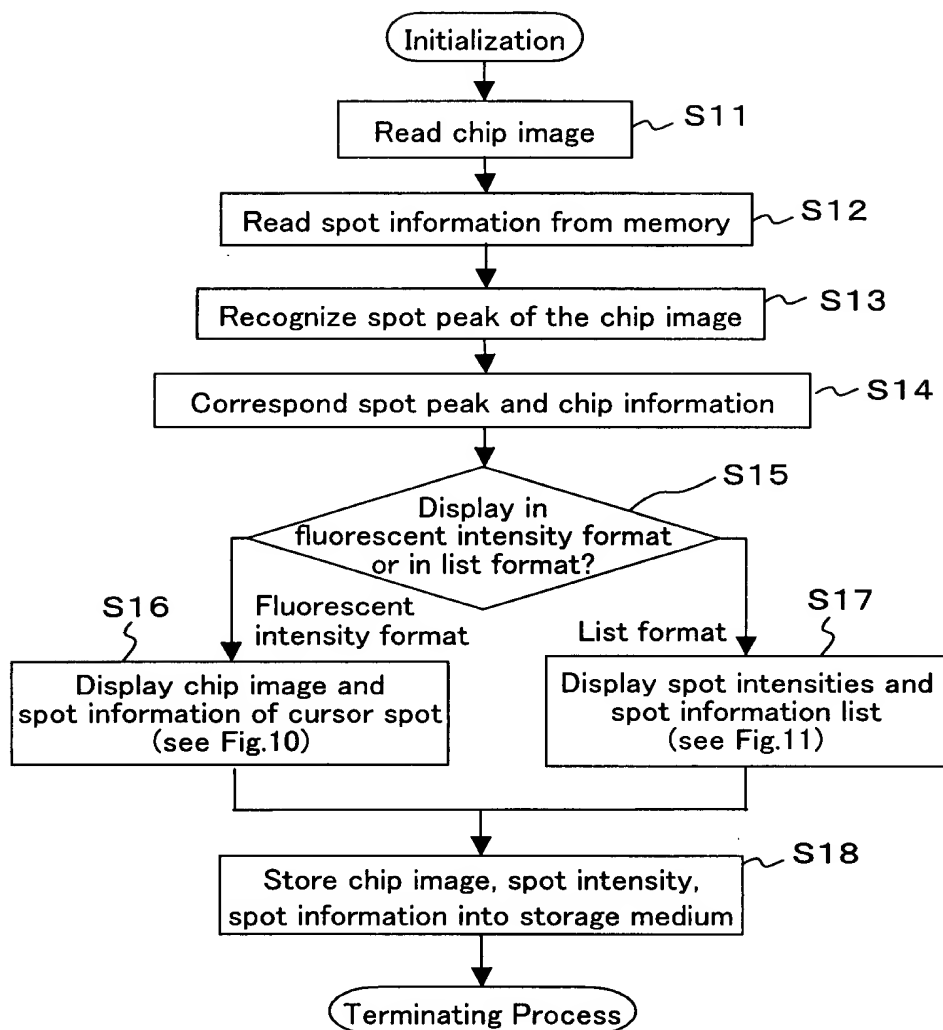 Initialization
S11
Read chip image
S12
Read spot information from memory
S13
Recognize spot peak of the chip image
S14
Correspond spot peak and chip information
S15
Display in
fluorescent intensity format
or in list format?
S16
Fluorescent
intensity format
S17
List format
Display chip image and
spot information of cursor spot
(see Fig.10)
Display spot intensities and
spot information list
(see Fig.11)
S18
Store chip image, spot intensity,
spot information into storage medium
Terminating Process